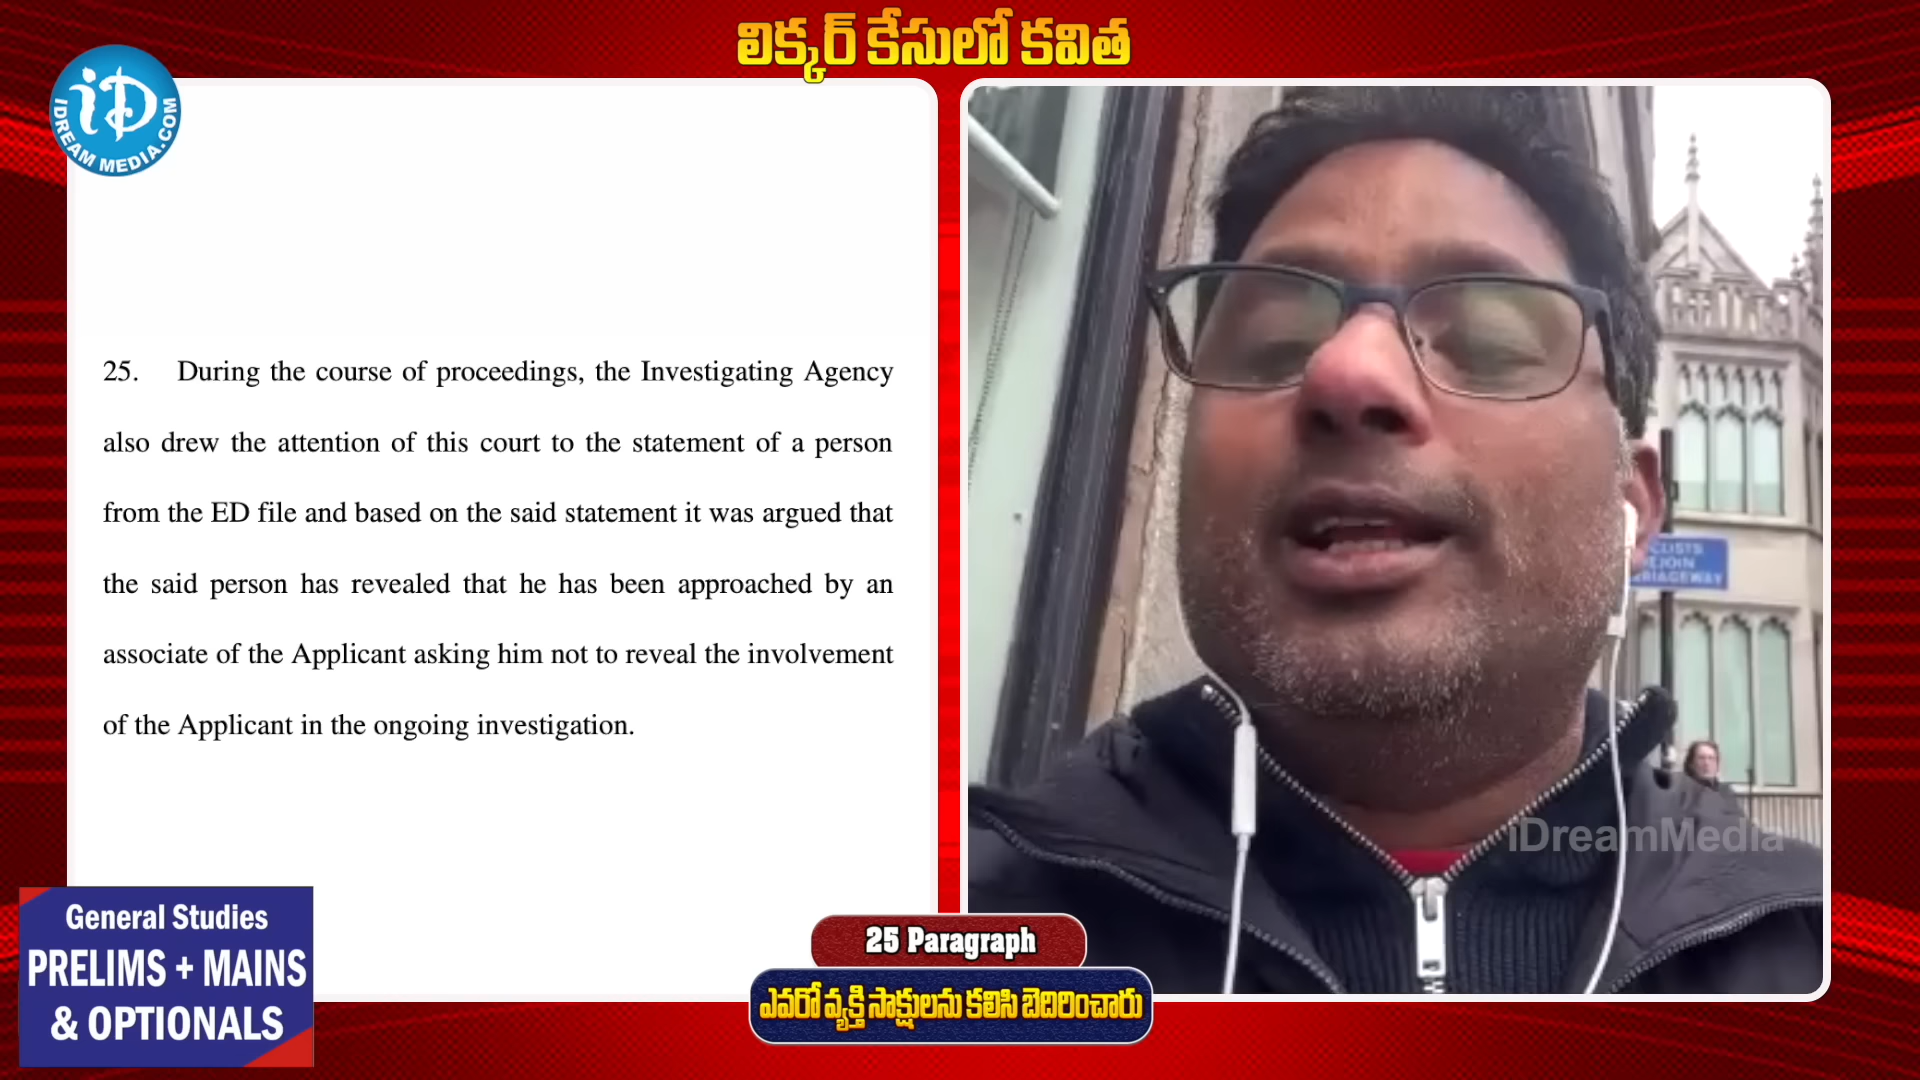 లిక్కర్ కేసులో కవిత
iD
IDREAM MEDIA.COM
25. During the course of proceedings, the Investigating Agency
also drew the attention of this court to the statement of a person
from the ED file and based on the said statement it was argued that
the said person has revealed that he has been approached by an
associate of the Applicant asking him not to reveal the involvement
of the Applicant in the ongoing investigation.
iDreamMedia
General Studies
PRELIMS + MAINS
& OPTIONALS
25 Paragraph
ఎవరో వ్యక్తి సాక్షులను కలిసి బెదిరించారు